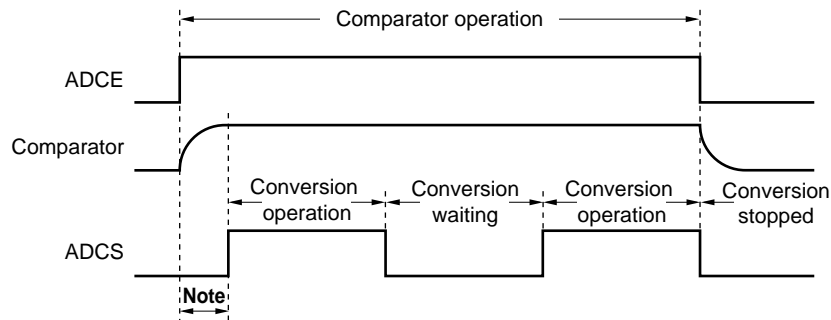 Comparator operation
ADCE
Comparator
Conversion operation
Conversion waiting
Conversion operation
Conversion stopped
ADCS
Note